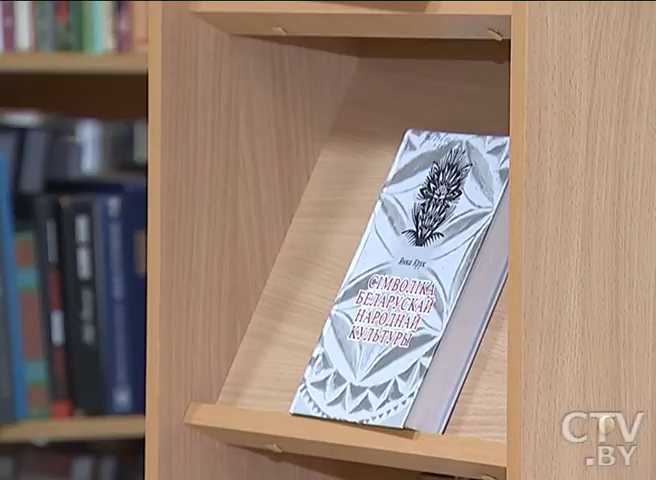 Янка Крук
СІМВОЛІКА
БЕЛАРУСКАЙ
НАРОДНАЙ
КУЛЬТУРЫ
CTV
.BY